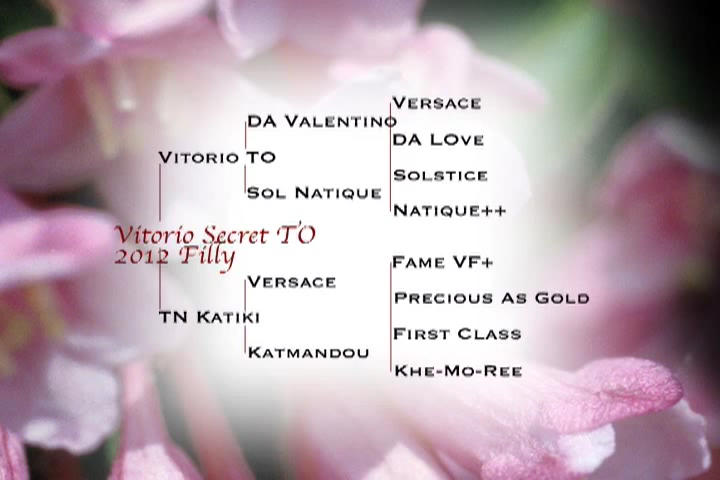 Versace
DA Valentino
DA Love
Vitorio TO
Solstice
Sol Natique
Natique++
Vitorio Secret TO
2012 Filly
Fame VF+
Versace
Precious As Gold
TN Katiki
First Class
Katmandou
Khe-Mo-Ree